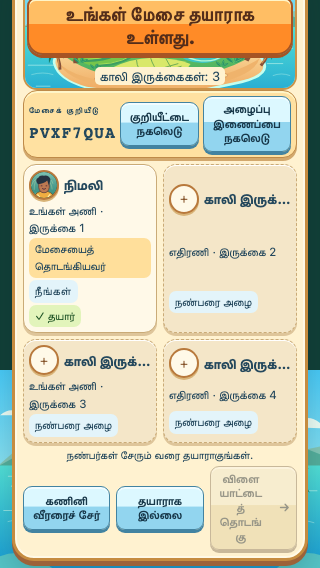 உங்கள் மேசை தயாராக
உள்ளது.
காலி இருக்கைகள்: 3
மேசைக் குறியீடு
PVXF7QUA
குறியீட்டை
நகலெடு
அழைப்பு
இணைப்பை
நகலெடு
நிமலி
உங்கள் அணி ·
இருக்கை 1
மேசையைத்
தொடங்கியவர்
நீங்கள்
✓ தயார்
+ காலி இருக்...
எதிரணி · இருக்கை 2
நண்பரை அழை
+ காலி இருக்...
உங்கள் அணி ·
இருக்கை 3
நண்பரை அழை
+ காலி இருக்...
எதிரணி · இருக்கை 4
நண்பரை அழை
நண்பர்கள் சேரும் வரை தயாராகுங்கள்.
கணினி
வீரரைச் சேர்
தயாராக
இல்லை
விளை
யாட்டை
த்
தொடங்
கு
→